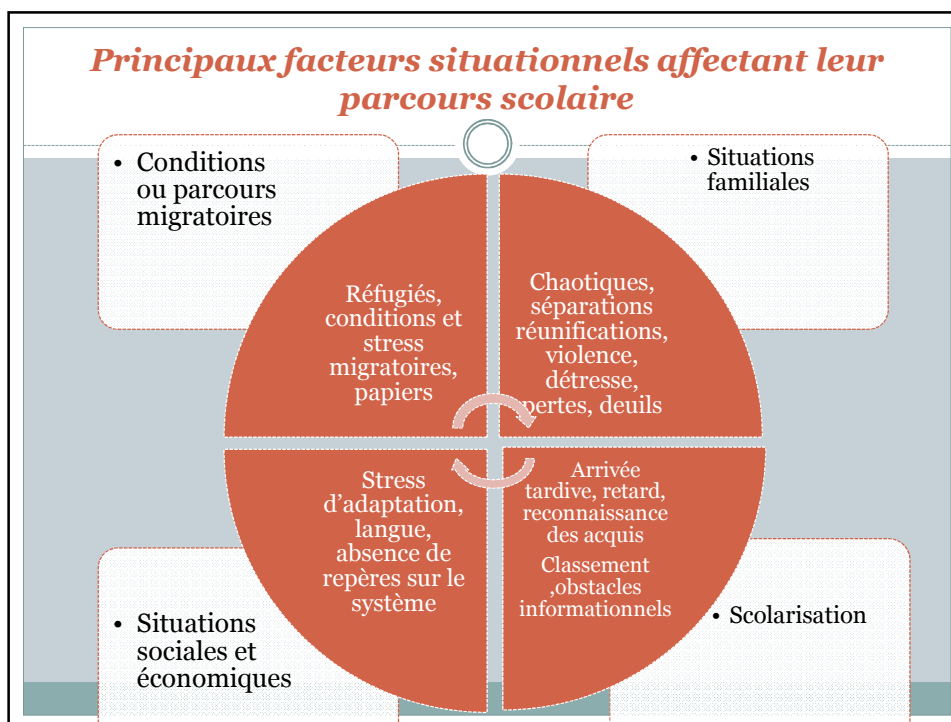 Principaux facteurs situationnels affectant leur
parcours scolaire
• Conditions
ou parcours
migratoires
• Situations
familiales
Réfugiés,
conditions et
stress
migratoires,
papiers
Chaotiques,
séparations
réunifications,
violence,
détresse,
pertes, deuils
Stress
d’adaptation,
langue,
absence de
repères sur le
système
Arrivée
tardive, retard,
reconnaissance
des acquis
Classement
,obstacles
informationnels
• Situations
sociales et
économiques
• Scolarisation